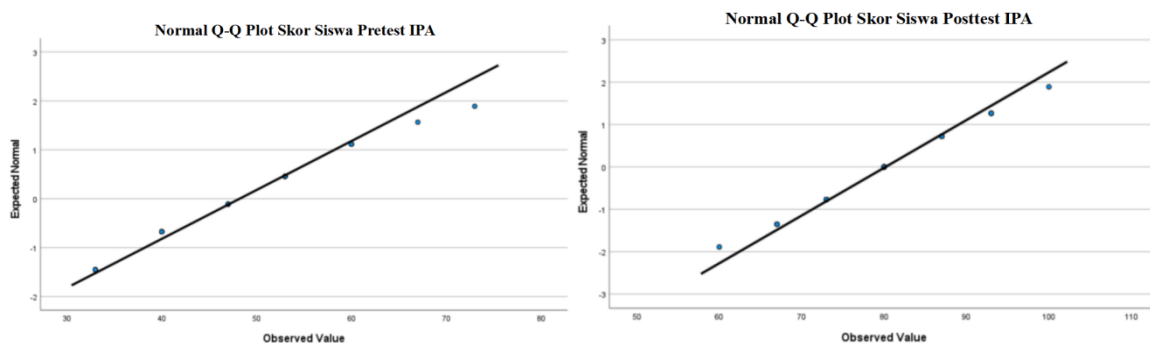 Normal Q-Q Plot Skor Siswa Pretest IPA
3
2
1
0
-1
-2
Expected Normal
30 40 50 60 70 80
Observed Value
Normal Q-Q Plot Skor Siswa Posttest IPA
3
2
1
0
-1
-2
-3
Expected Normal
50 60 70 80 90 100 110
Observed Value